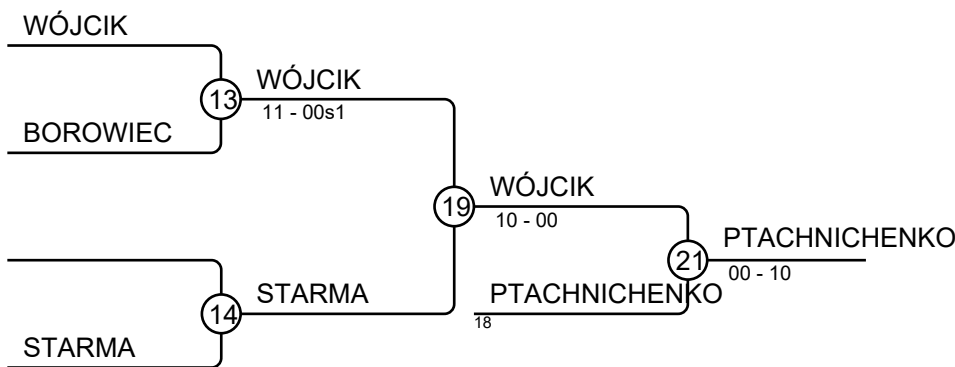 WÓJCIK
13
WÓJCIK
11 - 00s1
BOROWIEC
19
WÓJCIK
10 - 00
21
PTACHNICHENKO
00 - 10
14
STARMA
PTACHNICHENKO
18
STARMA